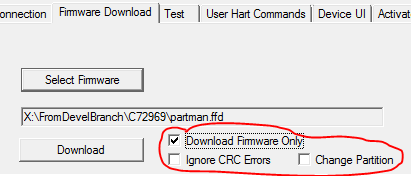 onnection Firmware Download Test User Hart Commands Device UI Activat
Select Firmware
X:\FromDevelBranch\C72969\partman.ffd
Download Firmware Only
Download
Ignore CRC Errors Change Partition